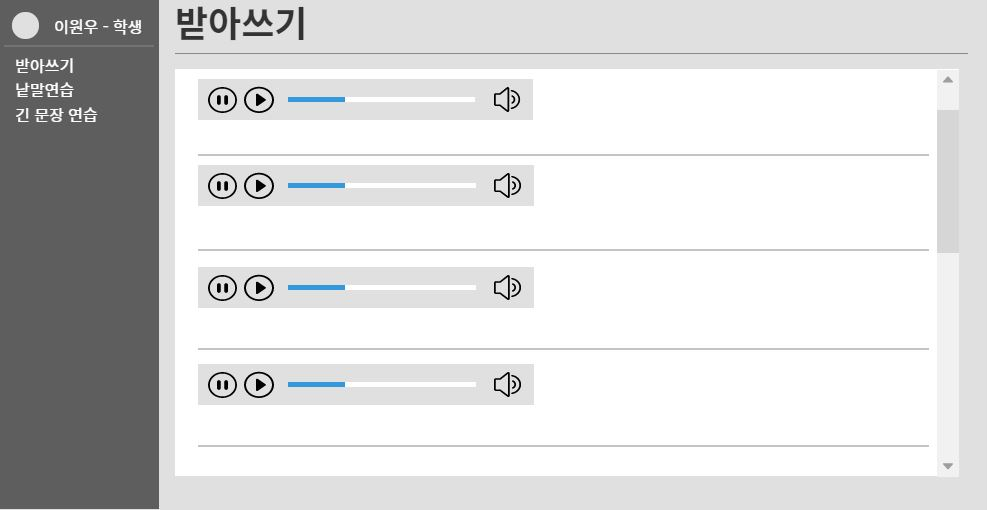 이원우 - 학생
받아쓰기
낱말연습
긴 문장 연습
받아쓰기